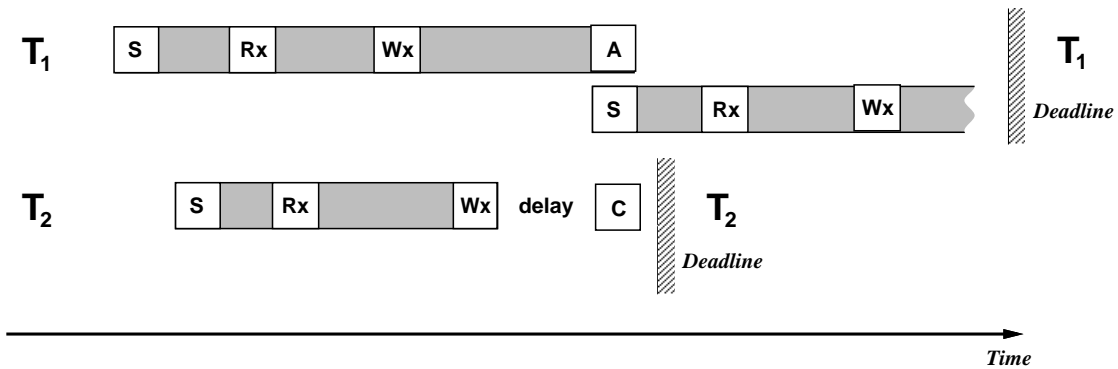 T1 S Rx Wx A T1
Deadline
S Rx Wx
T2 S Rx Wx delay C T2
Deadline
Time